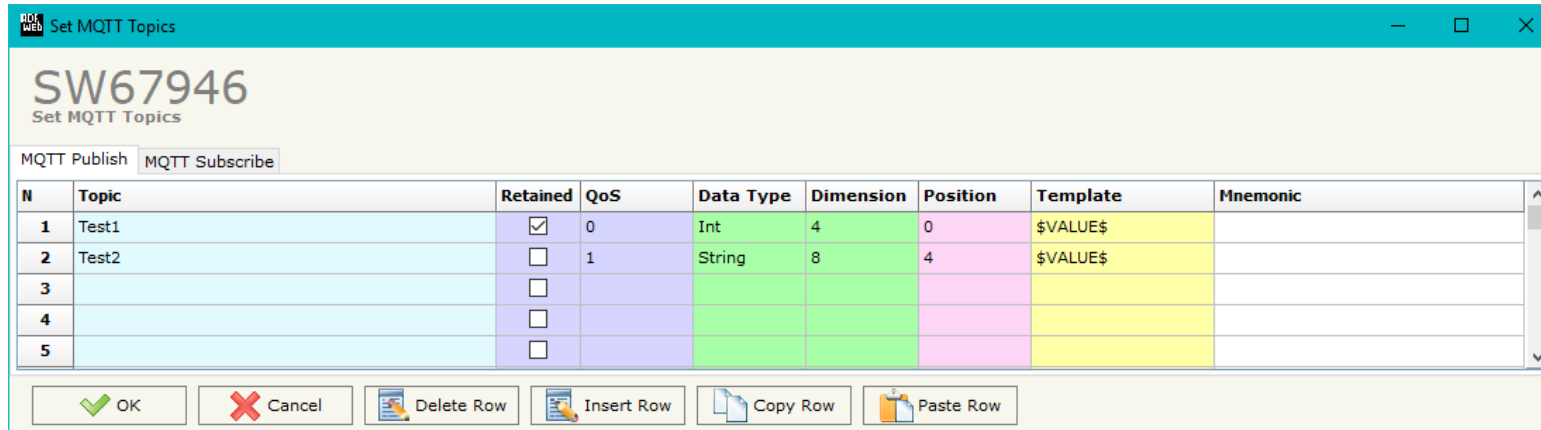 ADF
WEB Set MQTT Topics
SW67946
Set MQTT Topics
MQTT Publish MQTT Subscribe
N Topic Retained QoS Data Type Dimension Position Template Mnemonic
1 Test1 0 Int 4 0 $VALUE$
2 Test2 1 String 8 4 $VALUE$
3
4
5
OK Cancel Delete Row Insert Row Copy Row Paste Row